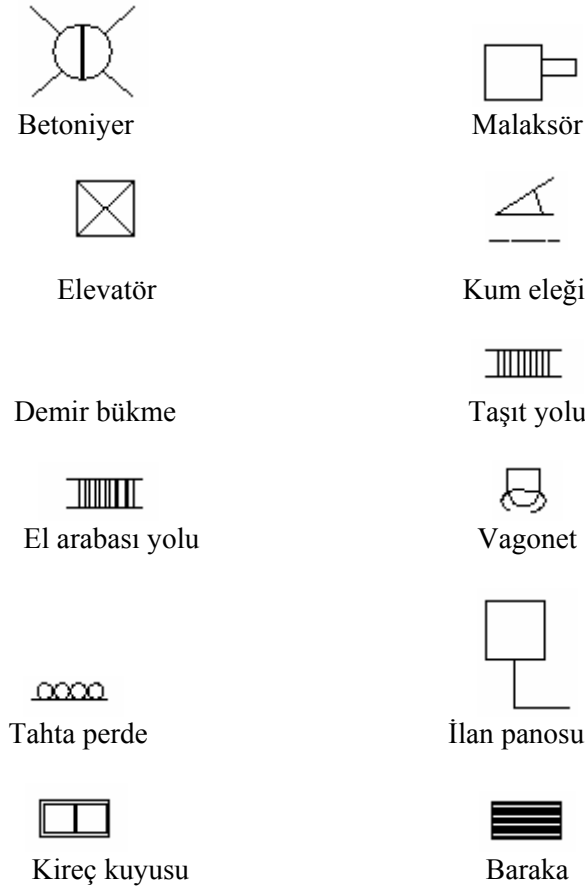 Betoniyer
Malaksör
Elevatör
Kum eleği
Demir bükme
Taşıt yolu
El arabası yolu
Vagonet
Tahta perde
İlan panosu
Kireç kuyusu
Baraka